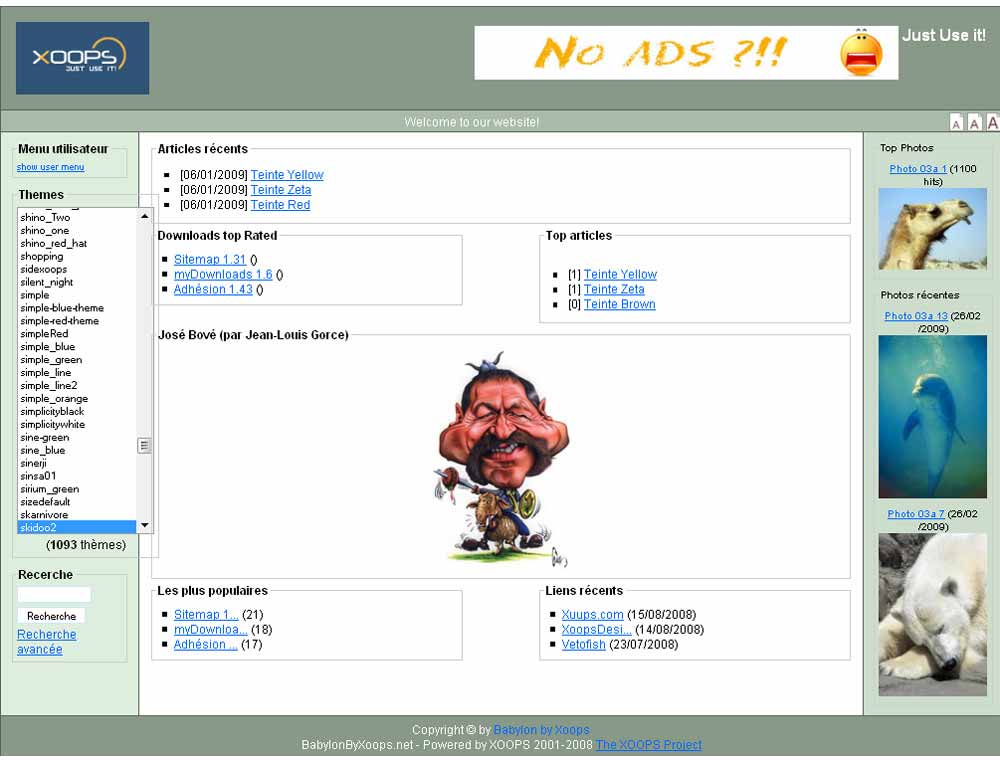 XOOPS
JUST USE IT!
No ADS ?!!
Just Use it!
Welcome to our website!
A A A
Menu utilisateur
show user menu
Themes
shino_Two
shino_one
shino_red_hat
shopping
sidexoops
silent_night
simple
simple-blue-theme
simple-red-theme
simpleRed
simple_blue
simple_green
simple_line
simple_line2
simple_orange
simplicityblack
simplicitywhite
sine-green
sine_blue
sinerji
sinsa01
sirium_green
sizedefault
skarnivore
skidoo2
(1093 thèmes)
Recerche
Recherche
Recherche
avancée
Articles récents
[06/01/2009] Teinte Yellow
[06/01/2009] Teinte Zeta
[06/01/2009] Teinte Red
Downloads top Rated
Sitemap 1.31 ()
myDownloads 1.6 ()
Adhésion 1.43 ()
Top articles
[1] Teinte Yellow
[1] Teinte Zeta
[0] Teinte Brown
José Bové (par Jean-Louis Gorce)
Les plus populaires
Sitemap 1... (21)
myDownloa... (18)
Adhésion ... (17)
Liens récents
Xuups.com (15/08/2008)
XoopsDesi... (14/08/2008)
Vetofish (23/07/2008)
Top Photos
Photo 03a 1 (1100
hits)
Photos récentes
Photo 03a 13 (26/02
/2009)
Photo 03a 7 (26/02
/2009)
Copyright © by Babylon by Xoops
BabylonByXoops.net - Powered by XOOPS 2001-2008 The XOOPS Project